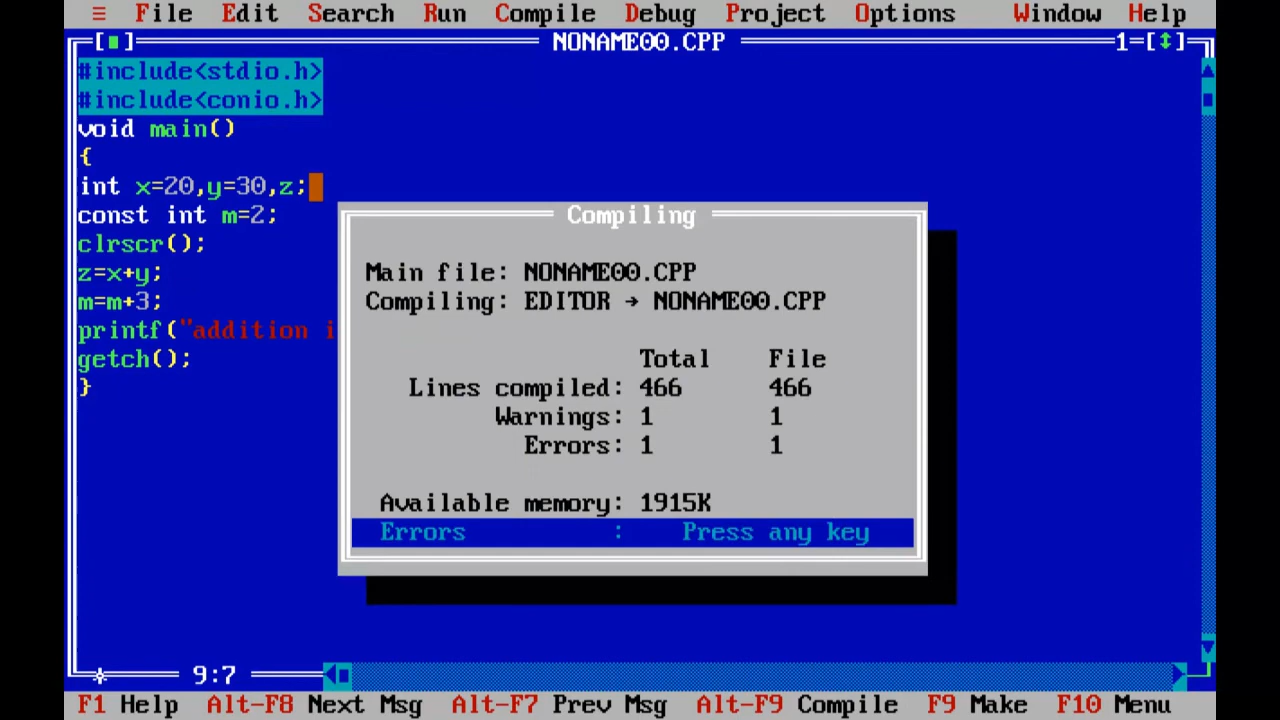 ≡ File Edit Search Run Compile Debug Project Options Window Help
[■] NONAME00.CPP 1=[↕]
#include<stdio.h>
#include<conio.h>
void main()
{
int x=20,y=30,z;
const int m=2;
clrscr();
z=x+y;
m=m+3;
printf("addition i
getch();
}
Compiling
Main file: NONAME00.CPP
Compiling: EDITOR → NONAME00.CPP
Total File
Lines compiled: 466 466
Warnings: 1 1
Errors: 1 1
Available memory: 1915K
Errors : Press any key
9:7
F1 Help Alt-F8 Next Msg Alt-F7 Prev Msg Alt-F9 Compile F9 Make F10 Menu